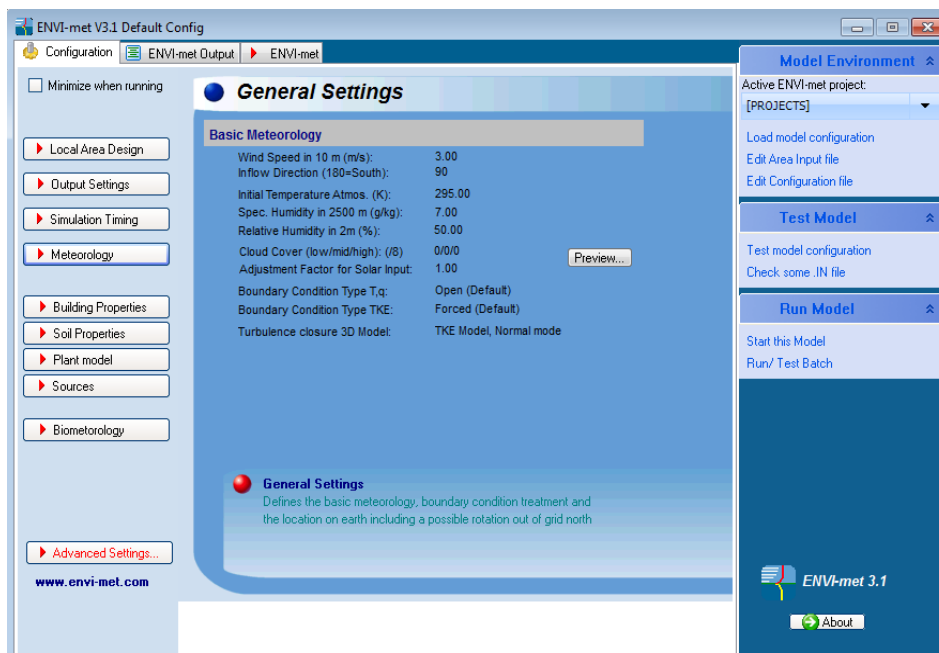 ENVI-met V3.1 Default Config
Configuration ENVI-met Output ENVI-met
Minimize when running
Local Area Design
Output Settings
Simulation Timing
Meteorology
Building Properties
Soil Properties
Plant model
Sources
Biometorology
Advanced Settings...
www.envi-met.com
General Settings
Basic Meteorology
Wind Speed in 10 m (m/s): 3.00
Inflow Direction (180=South): 90
Initial Temperature Atmos. (K): 295.00
Spec. Humidity in 2500 m (g/kg): 7.00
Relative Humidity in 2m (%): 50.00
Cloud Cover (low/mid/high): (/8) 0/0/0
Preview...
Adjustment Factor for Solar Input: 1.00
Boundary Condition Type T,q: Open (Default)
Boundary Condition Type TKE: Forced (Default)
Turbulence closure 3D Model: TKE Model, Normal mode
General Settings
Defines the basic meteorology, boundary condition treatment and
the location on earth including a possible rotation out of grid north
Model Environment
Active ENVI-met project:
[PROJECTS]
Load model configuration
Edit Area Input file
Edit Configuration file
Test Model
Test model configuration
Check some .IN file
Run Model
Start this Model
Run/ Test Batch
ENVI-met 3.1
About